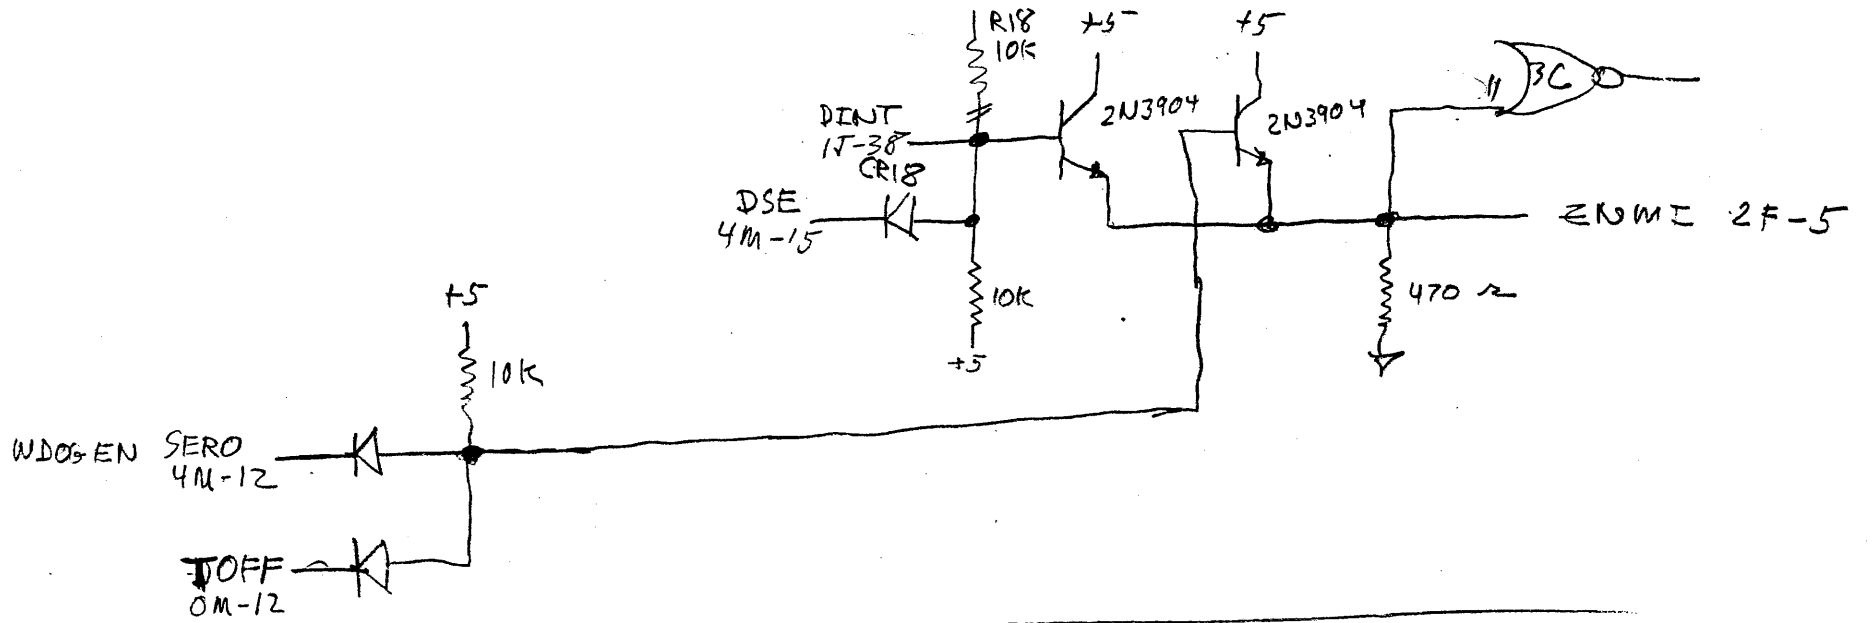 R18
10K
+5
+5
3C
11
2N3904
2N3904
DINT
1J-38
CR18
DSE
4M-15
ENMI 2F-5
10K
470 Ω
+5
+5
10K
WDOGEN SERO
4M-12
0M-12